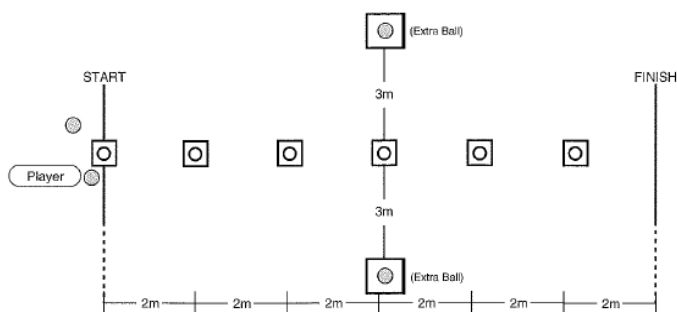 (Extra Ball)
START
FINISH
3m
Player
3m
(Extra Ball)
2m 2m 2m 2m 2m 2m